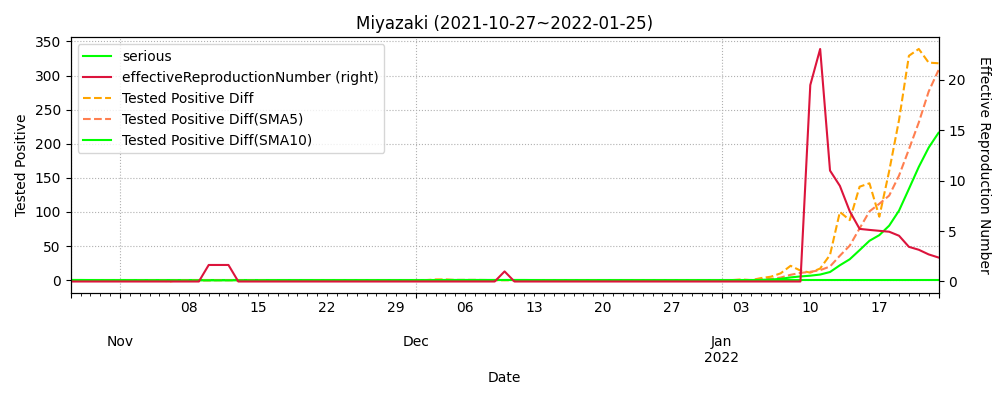 Miyazaki (2021-10-27~2022-01-25)
serious
effectiveReproductionNumber (right)
Tested Positive Diff
Tested Positive Diff(SMA5)
Tested Positive Diff(SMA10)
Tested Positive
350
300
250
200
150
100
50
0
Effective Reproduction Number
20
15
10
5
0
08 15 22 29 06 13 20 27 03 10 17
Nov Dec Jan
2022
Date